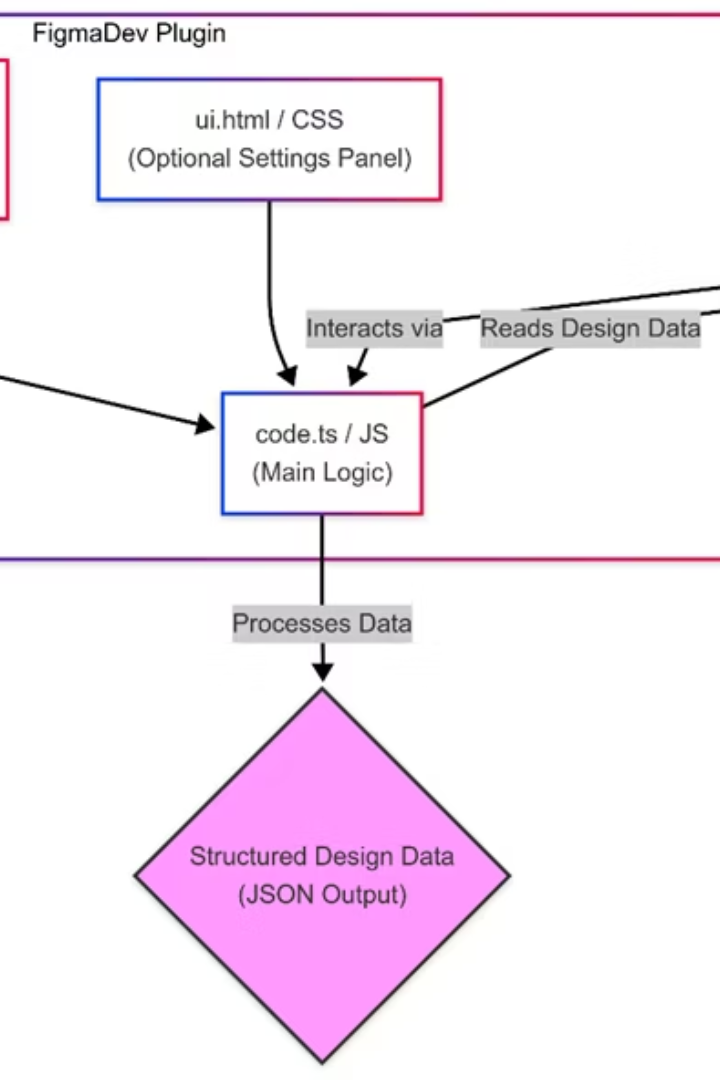 FigmaDev Plugin
ui.html / CSS
(Optional Settings Panel)
Interacts via
Reads Design Data
code.ts / JS
(Main Logic)
Processes Data
Structured Design Data
(JSON Output)